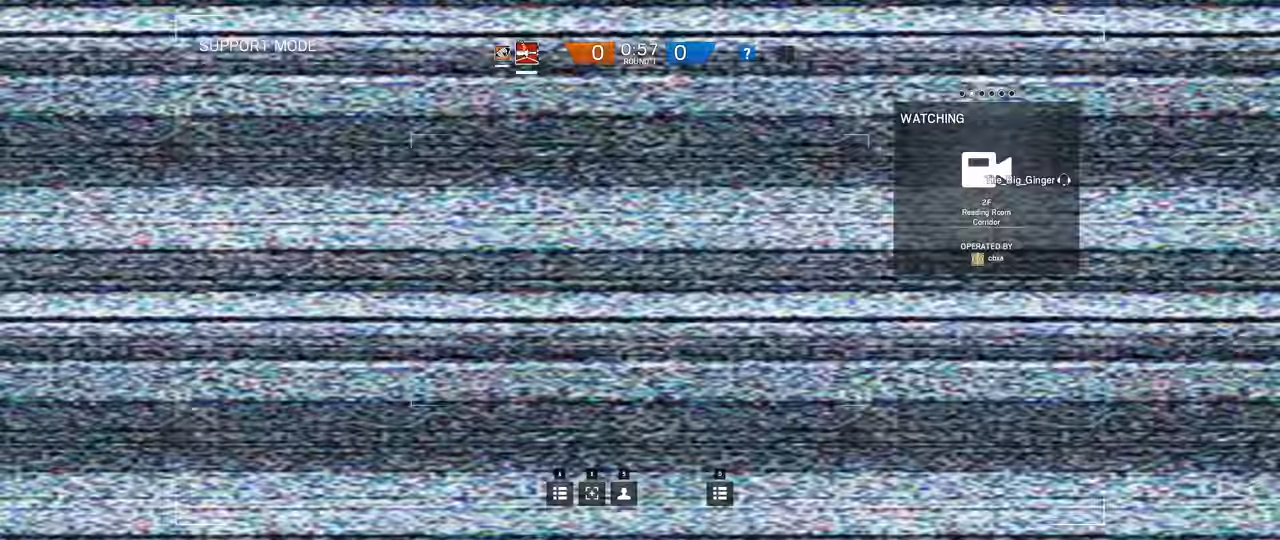 SUPPORT MODE
0 0:57 0 ?
ROUND 1
WATCHING
The_Big_Ginger
2F
Reading Room
Corridor
OPERATED BY
cbxa